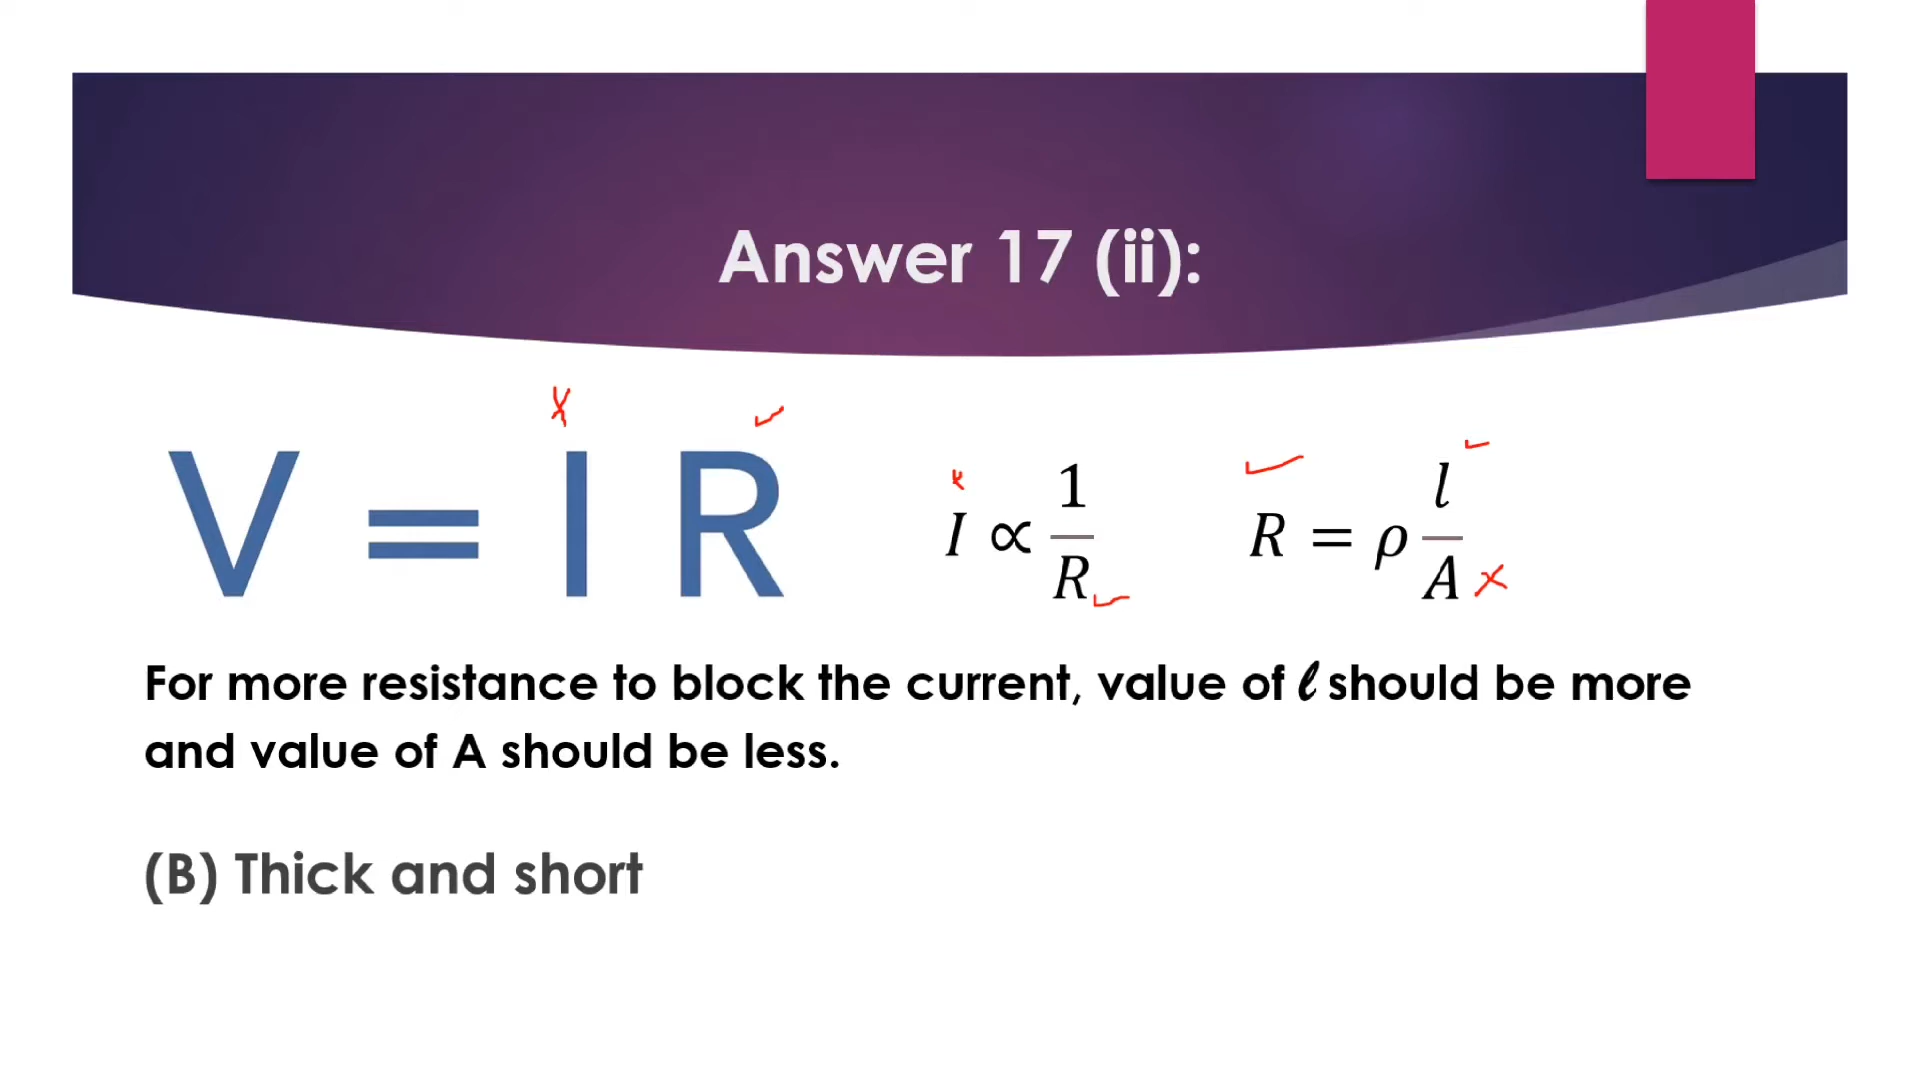 Answer 17 (ii):
V = I R
I ∝ 1/R
R = ρ l/A
For more resistance to block the current, value of ℓ should be more
and value of A should be less.
(B) Thick and short